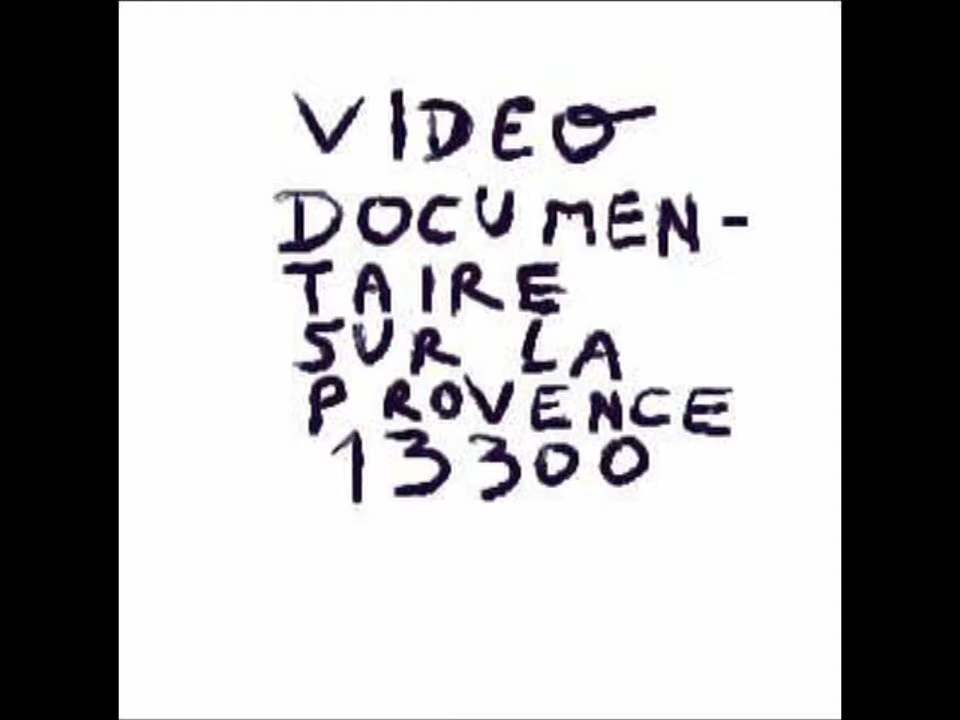 VIDEO
DOCUMEN-
TAIRE
SUR LA
PROVENCE
13300